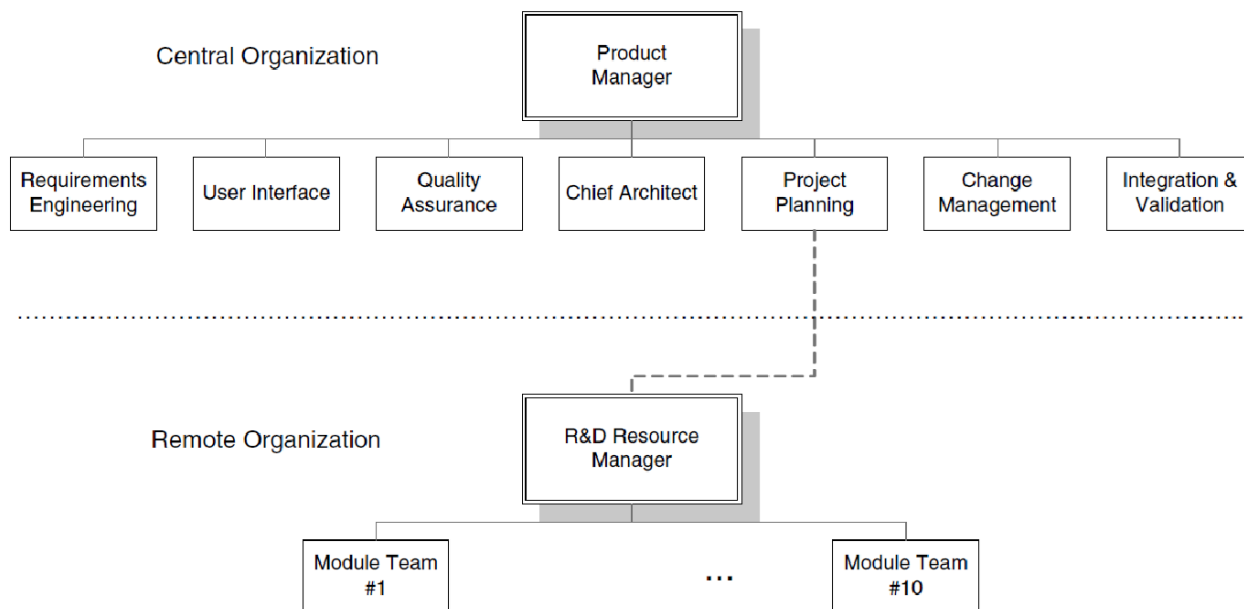 Central Organization
Product
Manager
Requirements
Engineering
User Interface
Quality
Assurance
Chief Architect
Project
Planning
Change
Management
Integration &
Validation
Remote Organization
R&D Resource
Manager
Module Team
#1
...
Module Team
#10